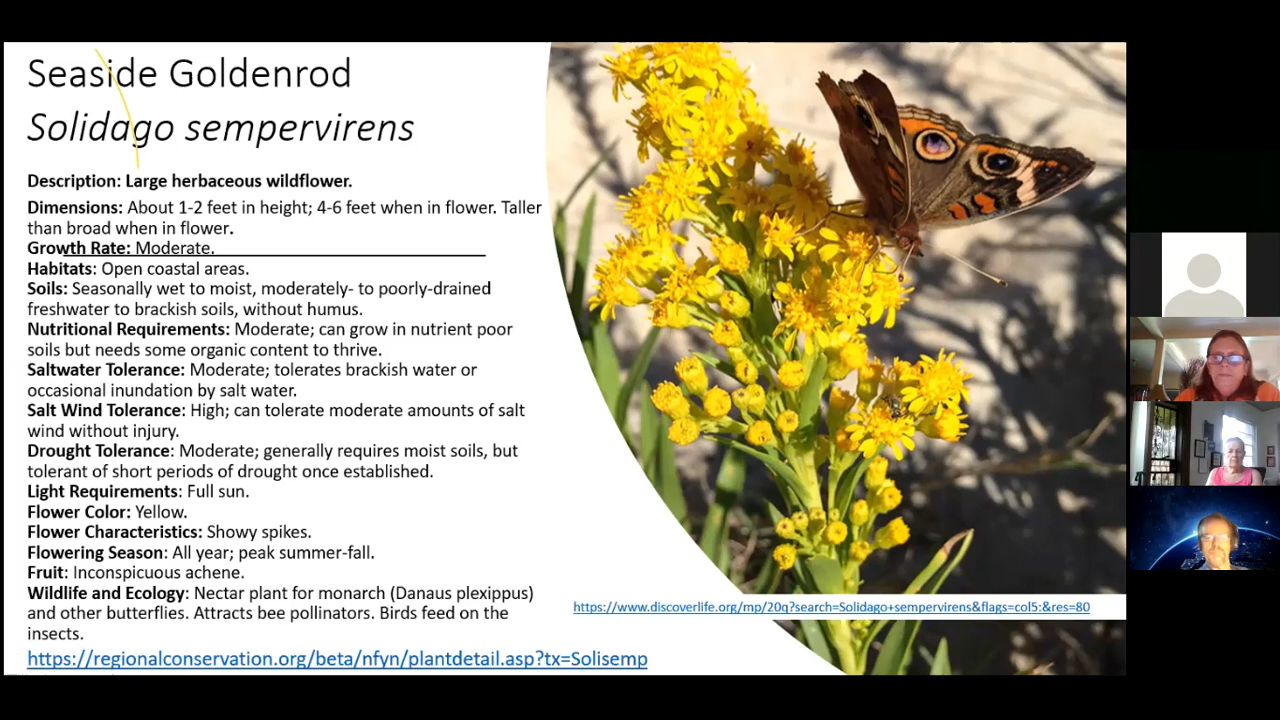 Seaside Goldenrod
Solidago sempervirens
Description: Large herbaceous wildflower.
Dimensions: About 1-2 feet in height; 4-6 feet when in flower. Taller
than broad when in flower.
Growth Rate: Moderate.
Habitats: Open coastal areas.
Soils: Seasonally wet to moist, moderately- to poorly-drained
freshwater to brackish soils, without humus.
Nutritional Requirements: Moderate; can grow in nutrient poor
soils but needs some organic content to thrive.
Saltwater Tolerance: Moderate; tolerates brackish water or
occasional inundation by salt water.
Salt Wind Tolerance: High; can tolerate moderate amounts of salt
wind without injury.
Drought Tolerance: Moderate; generally requires moist soils, but
tolerant of short periods of drought once established.
Light Requirements: Full sun.
Flower Color: Yellow.
Flower Characteristics: Showy spikes.
Flowering Season: All year; peak summer-fall.
Fruit: Inconspicuous achene.
Wildlife and Ecology: Nectar plant for monarch (Danaus plexippus)
and other butterflies. Attracts bee pollinators. Birds feed on the
insects.
https://regionalconservation.org/beta/nfyn/plantdetail.asp?tx=Solisemp
https://www.discoverlife.org/mp/20q?search=Solidago+sempervirens&flags=col5:&res=80